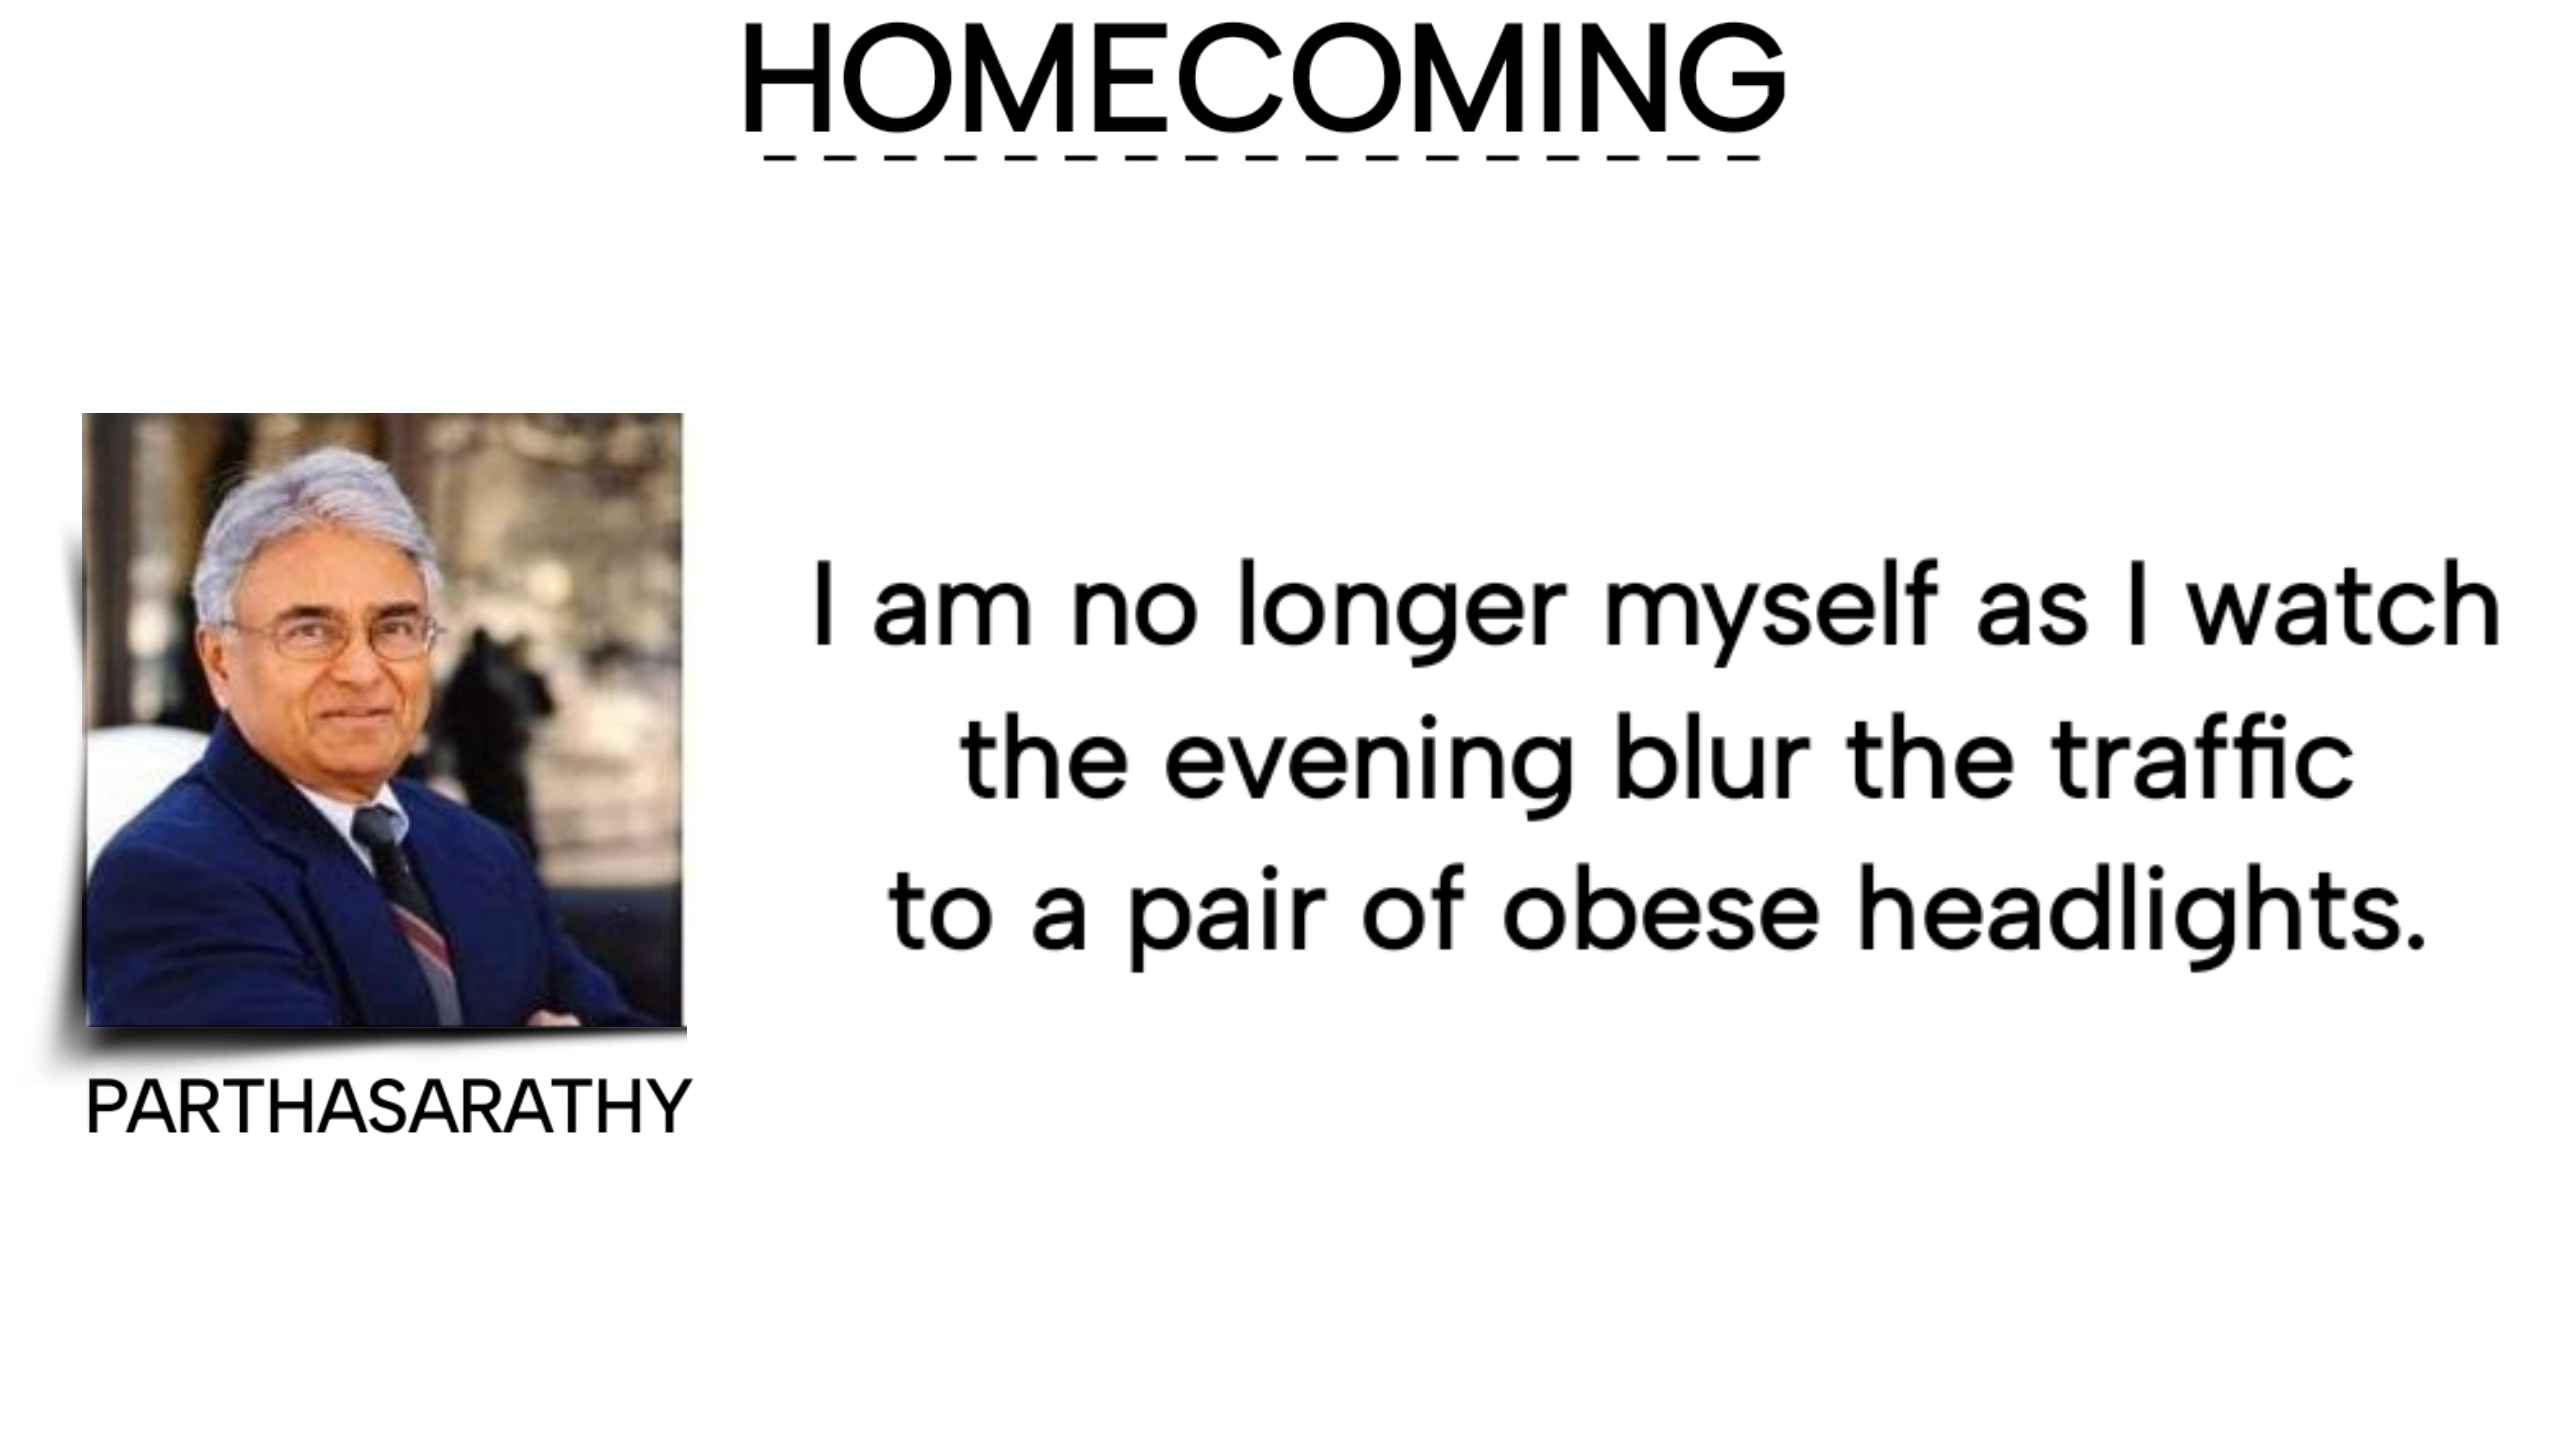 HOMECOMING
I am no longer myself as I watch
the evening blur the traffic
to a pair of obese headlights.
PARTHASARATHY